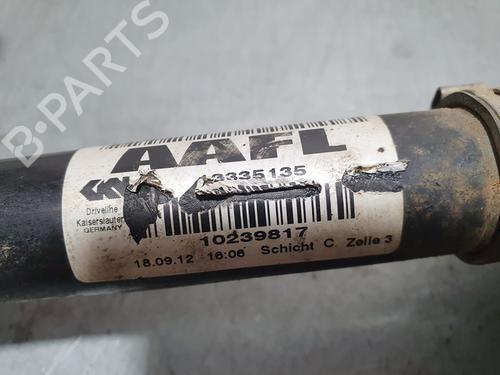 B-PARTS
AAFL
3335135
Driveline
Kaiserslautern
GERMANY
10239817
18.09.12 16:06 Schicht C Zelle 3